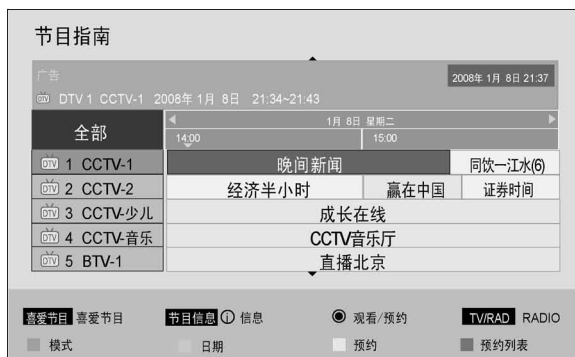 节目指南
广告
2008年 1月 8日 21:37
DTV DTV 1 CCTV-1 2008年 1月 8日 21:34~21:43
全部
1月 8日 星期二
14:00 15:00
DTV 1 CCTV-1 晚间新闻 同饮一江水(6)
DTV 2 CCTV-2 经济半小时 赢在中国 证券时间
DTV 3 CCTV-少儿 成长在线
DTV 4 CCTV-音乐 CCTV音乐厅
DTV 5 BTV-1 直播北京
喜爱节目 喜爱节目 节目信息 i 信息 观看/预约 TV/RAD RADIO
模式 日期 预约 预约列表